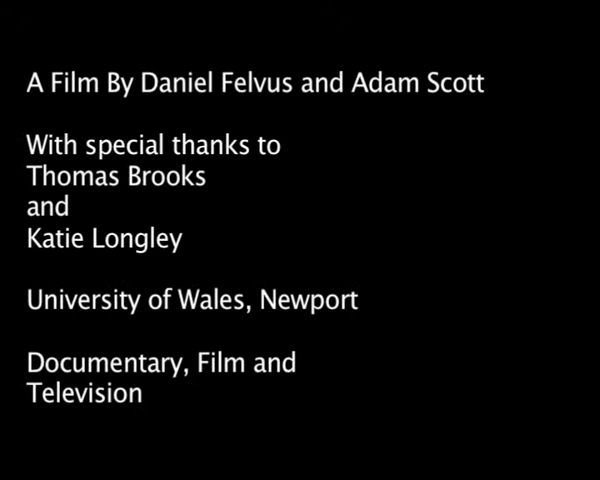 A Film By Daniel Felvus and Adam Scott
With special thanks to
Thomas Brooks
and
Katie Longley
University of Wales, Newport
Documentary, Film and
Television